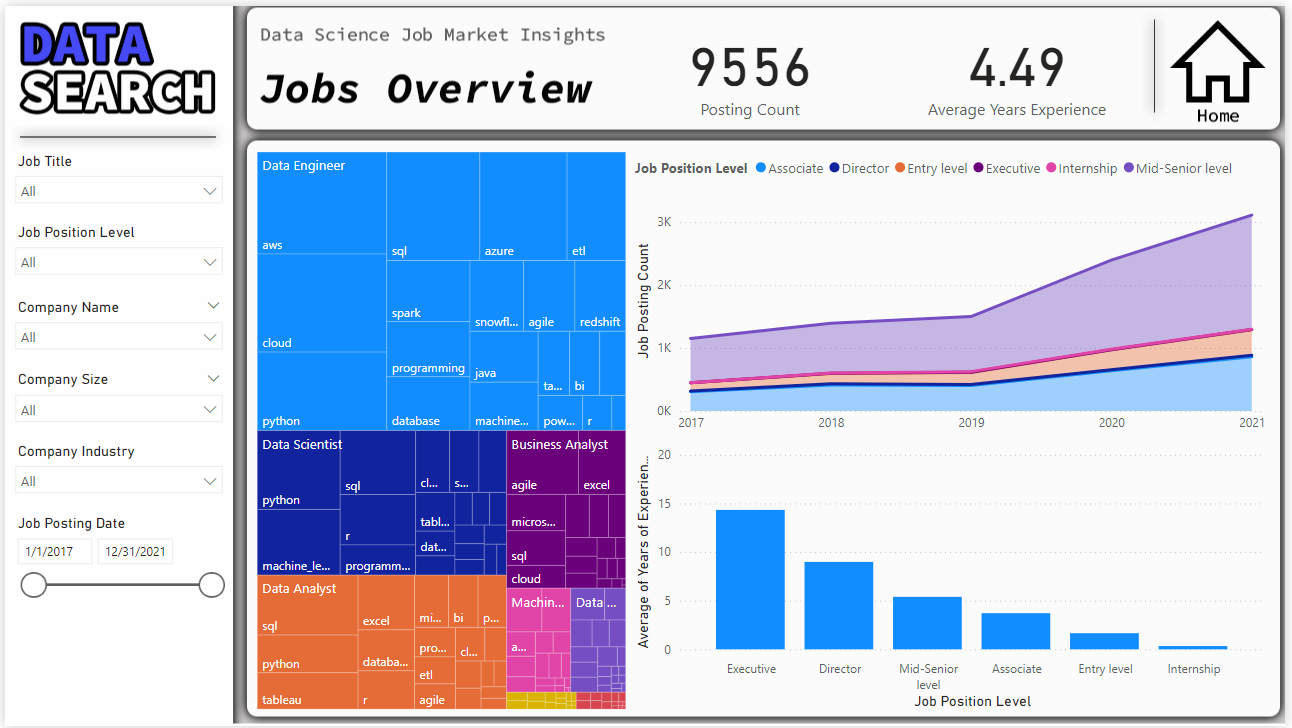 DATA
SEARCH
Job Title
All
Job Position Level
All
Company Name
All
Company Size
All
Company Industry
All
Job Posting Date
1/1/2017
12/31/2021
Data Science Job Market Insights
Jobs Overview
9556
Posting Count
4.49
Average Years Experience
Home
Data Engineer
aws
sql
azure
etl
cloud
spark
snowfl...
agile
redshift
programming
java
ta...
bi
python
database
machine...
pow...
r
Data Scientist
python
sql
cl...
s...
r
tabl...
dat...
machine_le...
programm...
Business Analyst
agile
excel
micros...
sql
cloud
Data Analyst
sql
excel
mi...
bi
p...
python
databa...
pro...
cl...
etl
tableau
r
agile
Machin...
a...
Data ...
Job Position Level
Associate
Director
Entry level
Executive
Internship
Mid-Senior level
Job Posting Count
3K
2K
1K
0K
2017
2018
2019
2020
2021
Average of Years of Experien...
20
15
10
5
0
Executive
Director
Mid-Senior
level
Associate
Entry level
Internship
Job Position Level